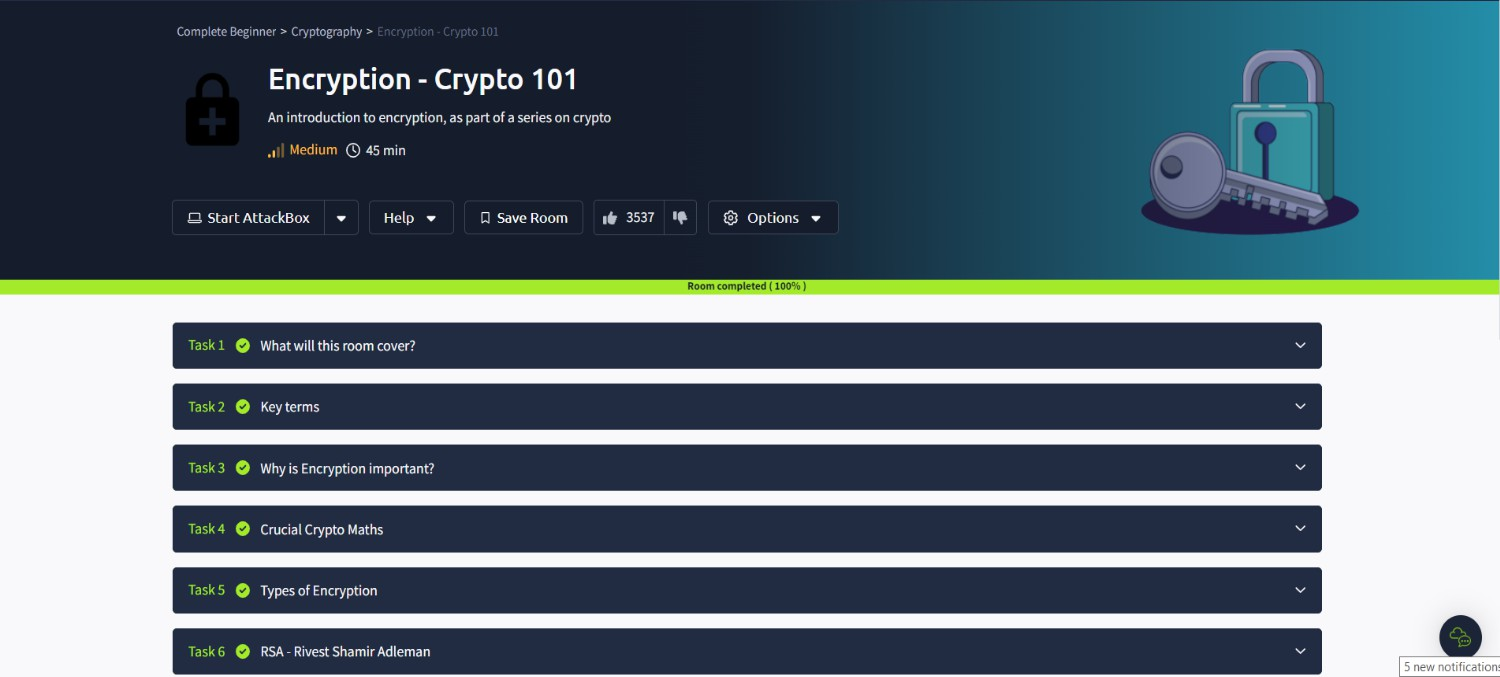 Complete Beginner > Cryptography > Encryption - Crypto 101
Encryption - Crypto 101
An introduction to encryption, as part of a series on crypto
Medium 45 min
Start AttackBox Help Save Room 3537 Options
Room completed ( 100% )
Task 1 What will this room cover?
Task 2 Key terms
Task 3 Why is Encryption important?
Task 4 Crucial Crypto Maths
Task 5 Types of Encryption
Task 6 RSA - Rivest Shamir Adleman
5 new notifications